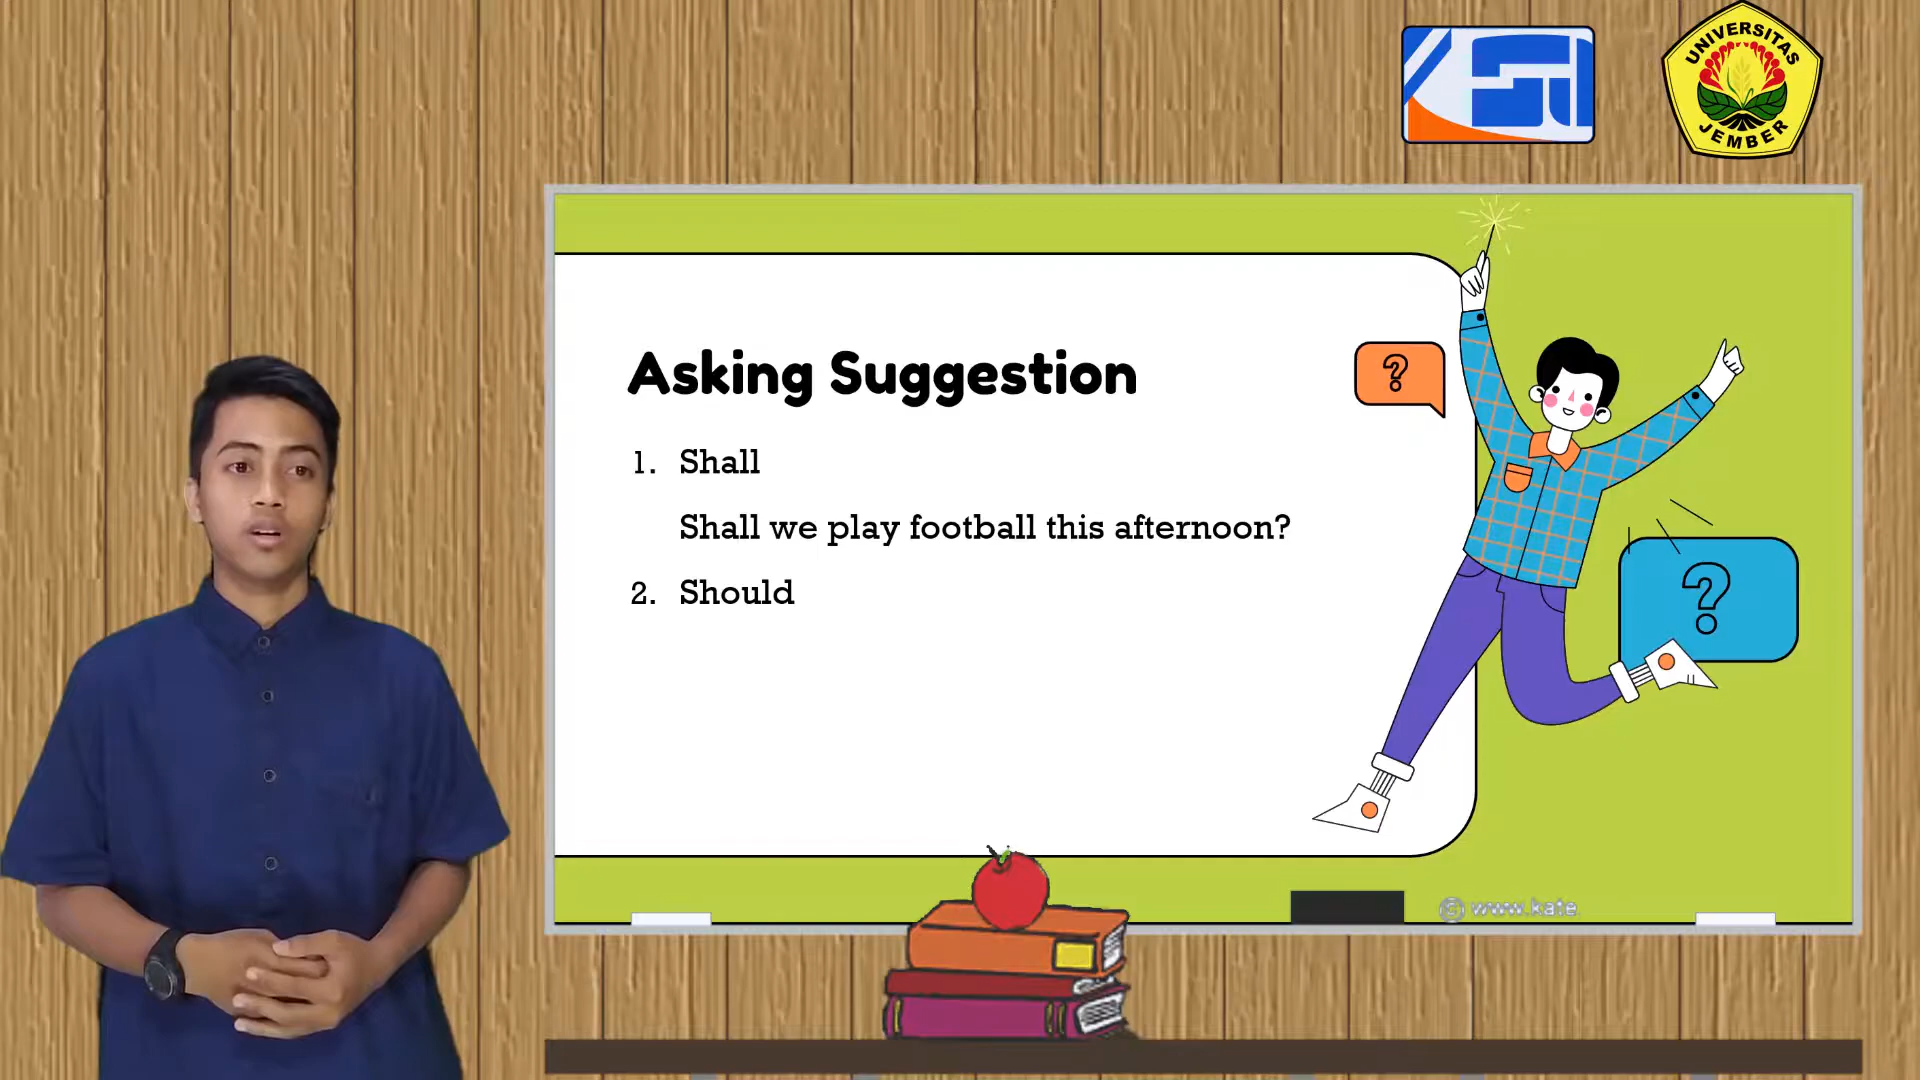 UNIVERSITAS
JEMBER
Asking Suggestion
?
1. Shall
Shall we play football this afternoon?
2. Should
?
© www.kate